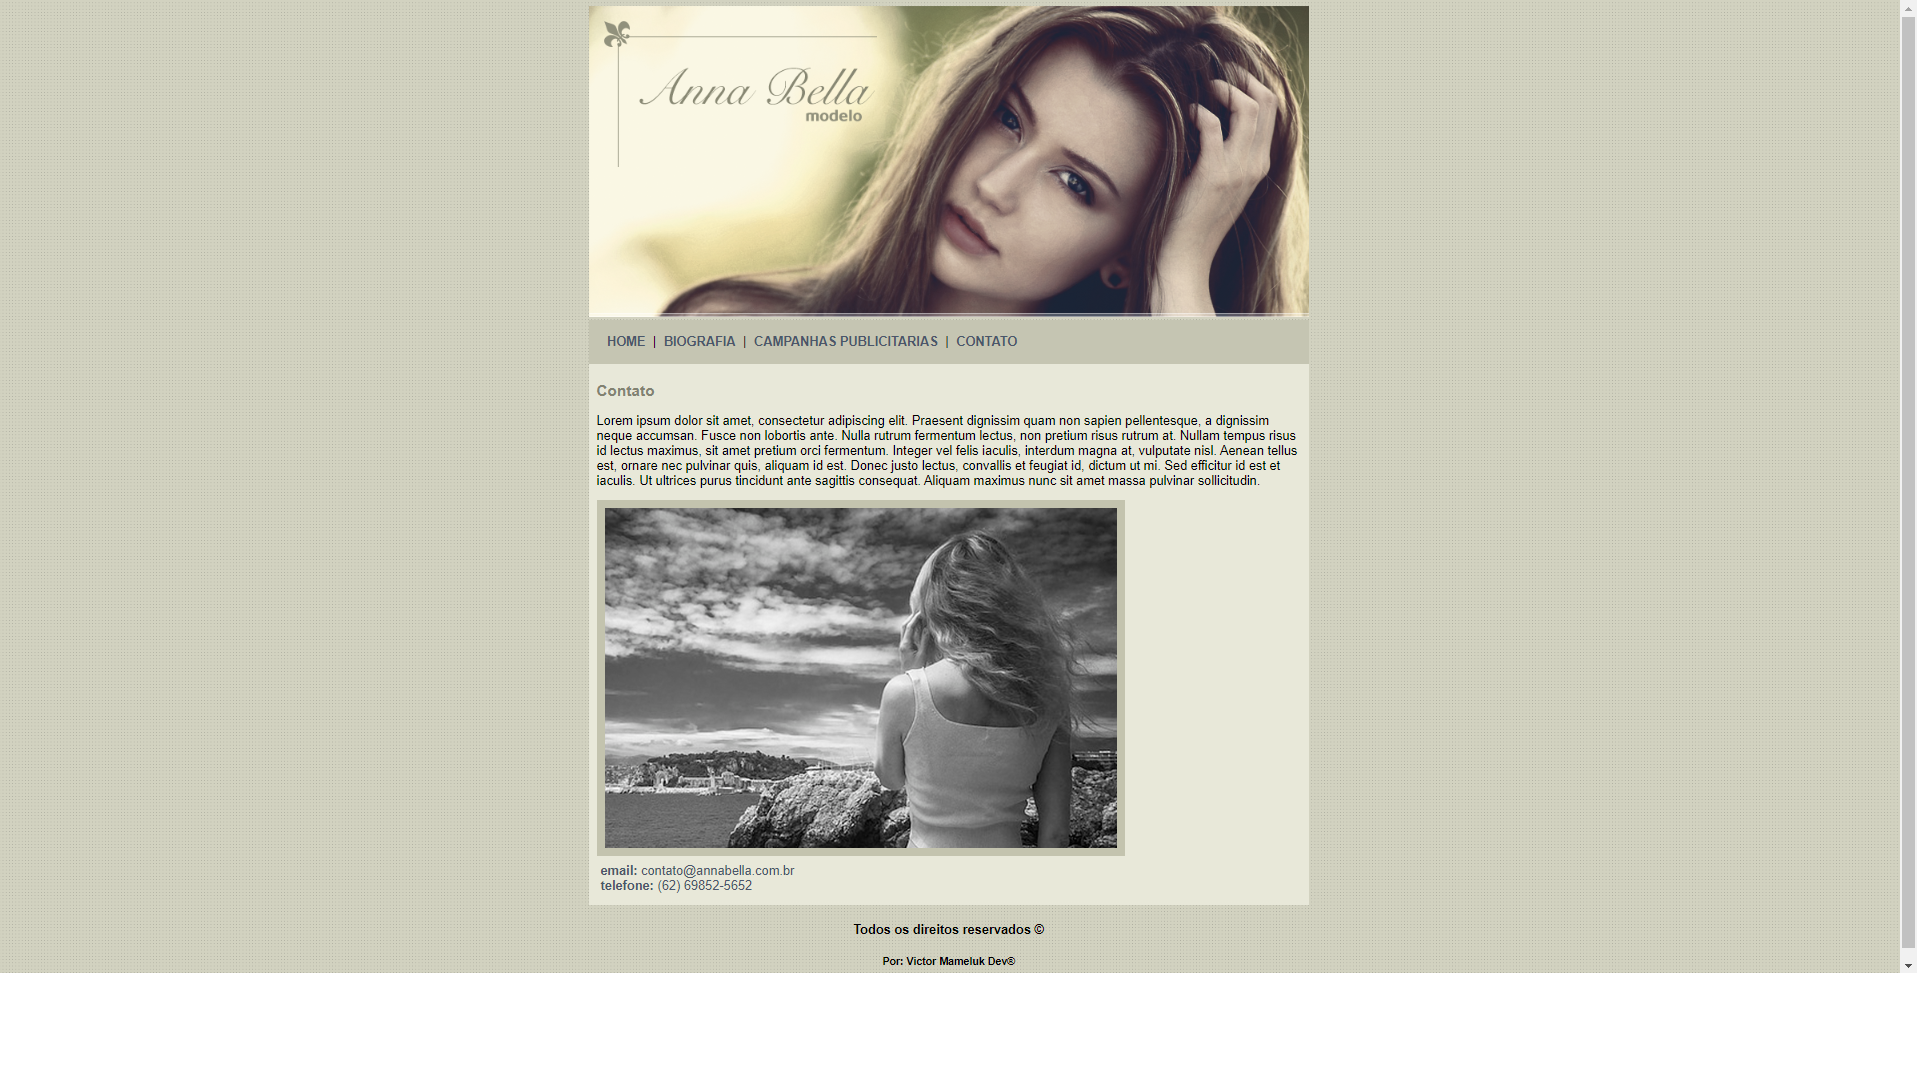 Anna Bella
modelo
HOME | BIOGRAFIA | CAMPANHAS PUBLICITARIAS | CONTATO
Contato
Lorem ipsum dolor sit amet, consectetur adipiscing elit. Praesent dignissim quam non sapien pellentesque, a dignissim
neque accumsan. Fusce non lobortis ante. Nulla rutrum fermentum lectus, non pretium risus rutrum at. Nullam tempus risus
id lectus maximus, sit amet pretium orci fermentum. Integer vel felis iaculis, interdum magna at, vulputate nisl. Aenean tellus
est, ornare nec pulvinar quis, aliquam id est. Donec justo lectus, convallis et feugiat id, dictum ut mi. Sed efficitur id est et
iaculis. Ut ultrices purus tincidunt ante sagittis consequat. Aliquam maximus nunc sit amet massa pulvinar sollicitudin.
email: contato@annabella.com.br
telefone: (62) 69852-5652
Todos os direitos reservados ©
Por: Victor Mameluk Dev®